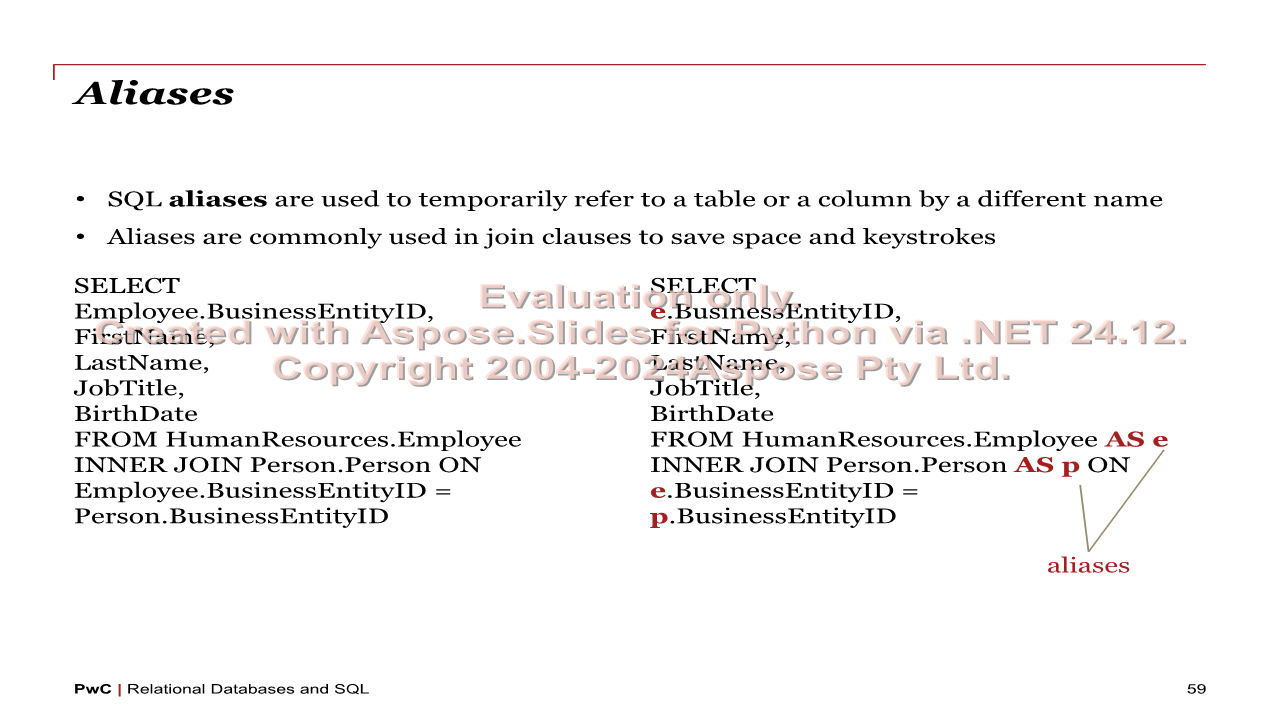 Aliases
• SQL aliases are used to temporarily refer to a table or a column by a different name
• Aliases are commonly used in join clauses to save space and keystrokes
SELECT
Employee.BusinessEntityID,
FirstName,
LastName,
JobTitle,
BirthDate
FROM HumanResources.Employee
INNER JOIN Person.Person ON
Employee.BusinessEntityID =
Person.BusinessEntityID
SELECT
e.BusinessEntityID,
FirstName,
LastName,
JobTitle,
BirthDate
FROM HumanResources.Employee AS e
INNER JOIN Person.Person AS p ON
e.BusinessEntityID =
p.BusinessEntityID
aliases
Evaluation only.
Created with Aspose.Slides for Python via .NET 24.12.
Copyright 2004-2024Aspose Pty Ltd.
PwC | Relational Databases and SQL
59